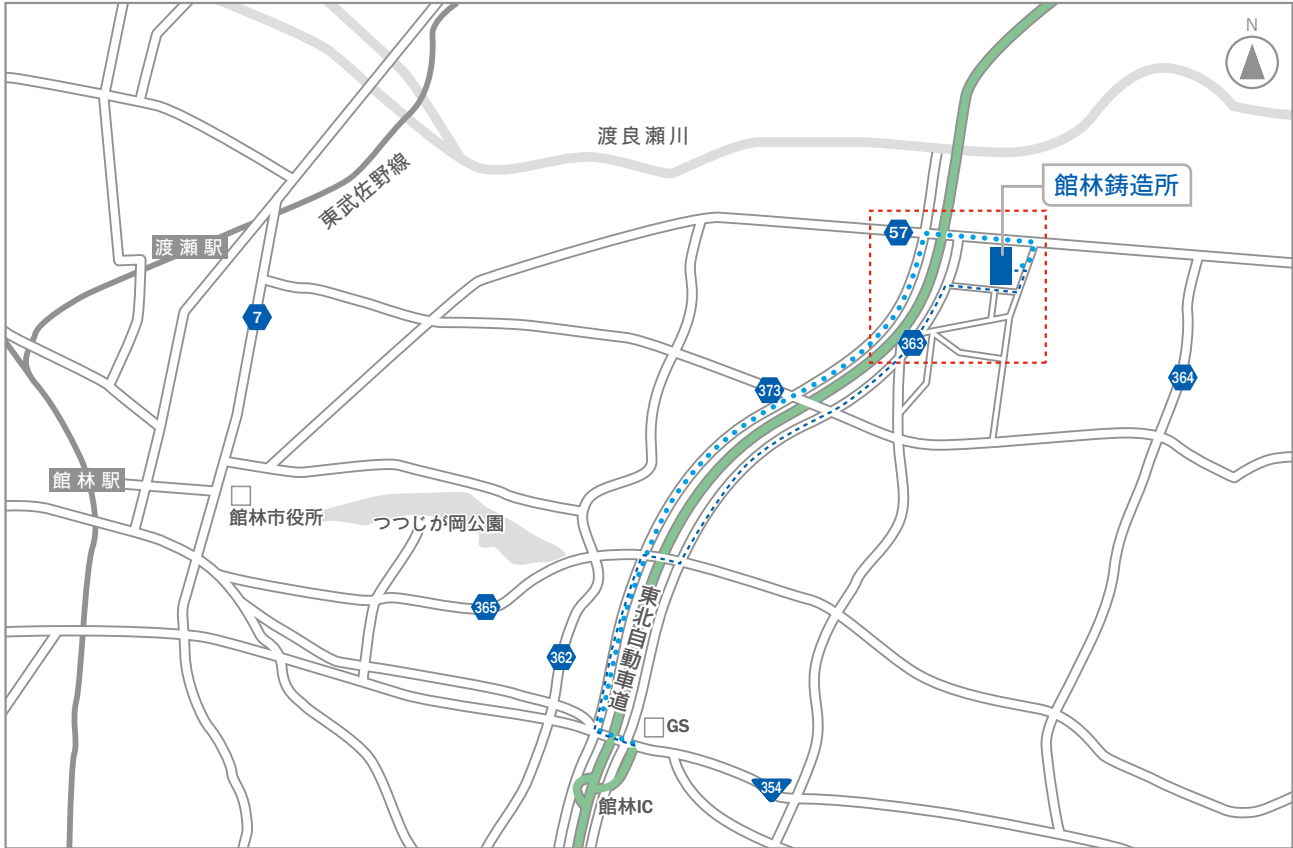 N
渡良瀬川
東武佐野線
館林鋳造所
57
渡瀬駅
7
363
373
364
館林駅
館林市役所
つつじが岡公園
365
東北自動車道
362
GS
354
館林IC